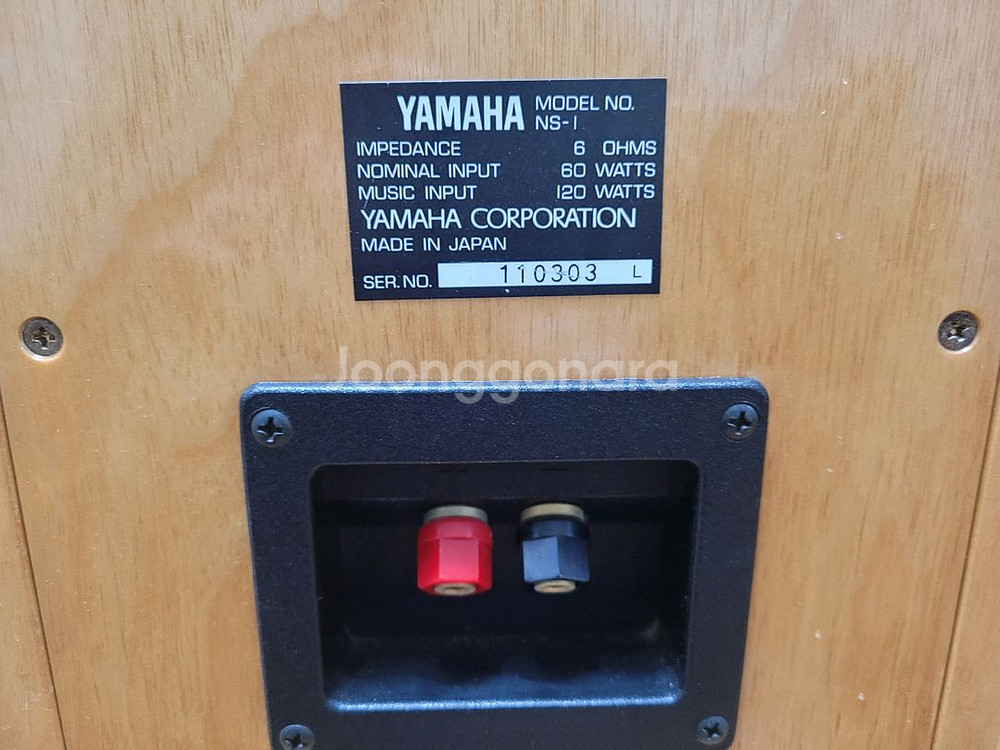 YAMAHA MODEL NO.
NS-1
IMPEDANCE 6 OHMS
NOMINAL INPUT 60 WATTS
MUSIC INPUT 120 WATTS
YAMAHA CORPORATION
MADE IN JAPAN
SER. NO. 110303 L
Joonggonara